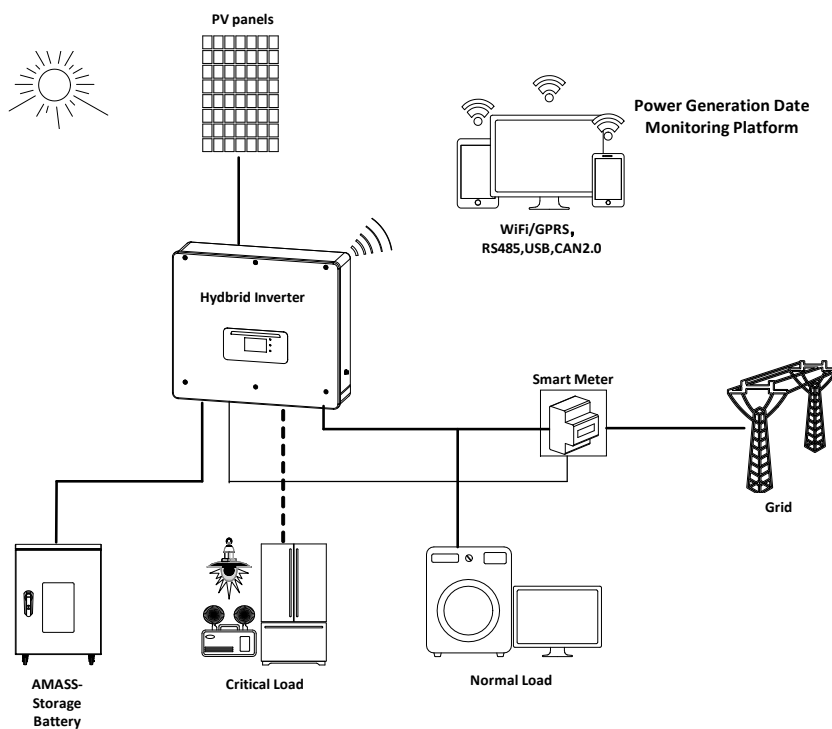 PV panels
Power Generation Date
Monitoring Platform
WiFi/GPRS,
RS485,USB,CAN2.0
Hydbrid Inverter
Smart Meter
Grid
AMASS-
Storage
Battery
Critical Load
Normal Load